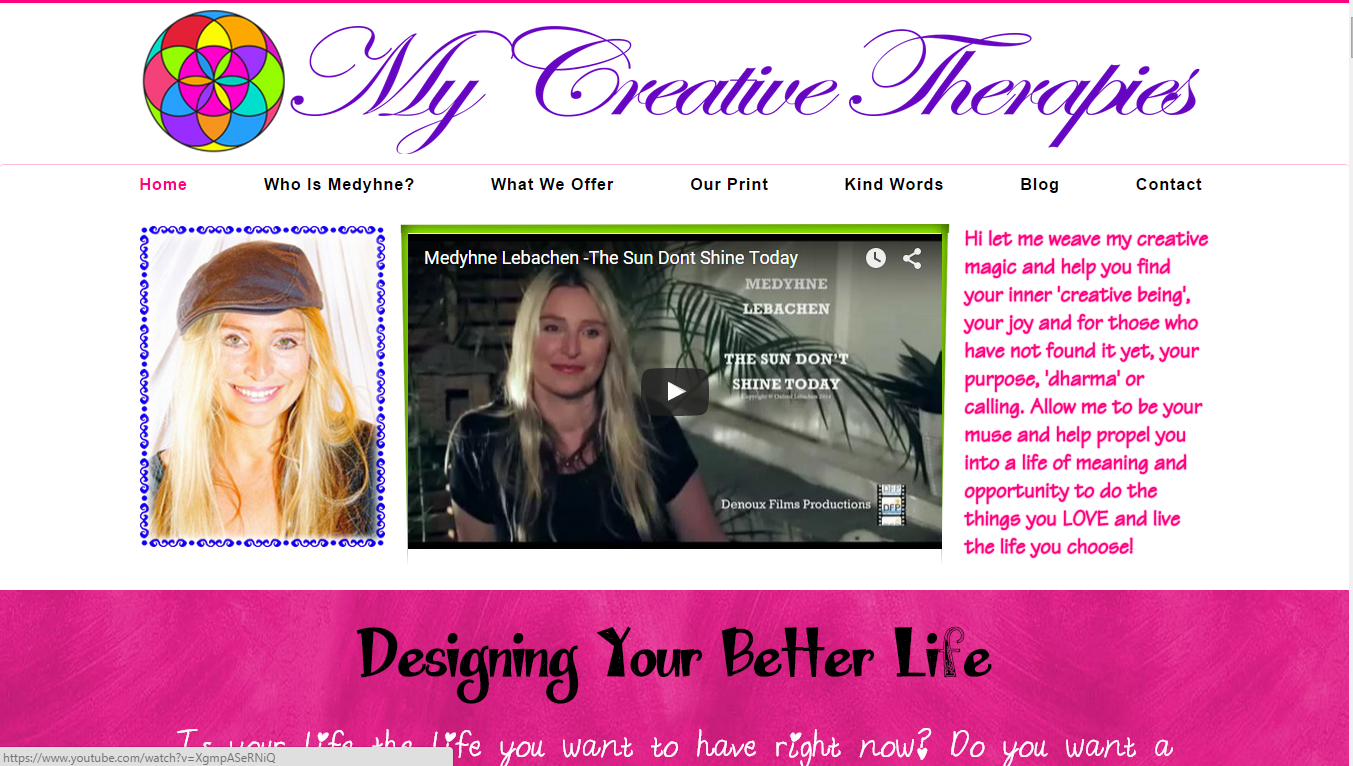 My Creative Therapies
Home Who Is Medyhne? What We Offer Our Print Kind Words Blog Contact
Medyhne Lebachen -The Sun Dont Shine Today
MEDYHNE
LEBACHEN
THE SUN DON'T
SHINE TODAY
Copyright © Oxford Lebachen 2014
Denoux Films Productions
DFP
Hi let me weave my creative
magic and help you find
your inner 'creative being',
your joy and for those who
have not found it yet, your
purpose, 'dharma' or
calling. Allow me to be your
muse and help propel you
into a life of meaning and
opportunity to do the
things you LOVE and live
the life you choose!
Designing Your Better Life
Is your life the life you want to have right now? Do you want a
https://www.youtube.com/watch?v=XgmpASeRNiQ